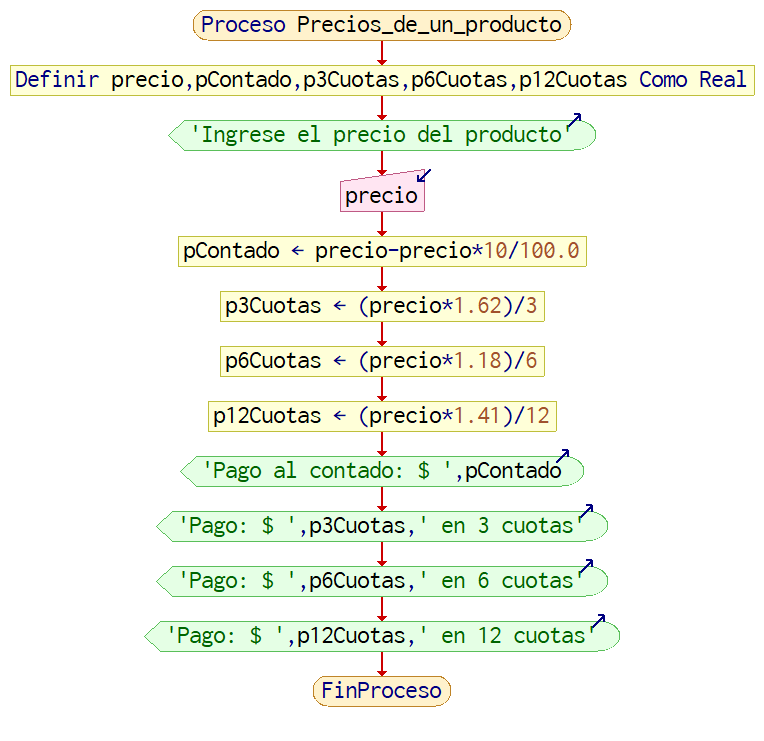 Proceso Precios_de_un_producto
Definir precio,pContado,p3Cuotas,p6Cuotas,p12Cuotas Como Real
'Ingrese el precio del producto'
precio
pContado ← precio-precio*10/100.0
p3Cuotas ← (precio*1.62)/3
p6Cuotas ← (precio*1.18)/6
p12Cuotas ← (precio*1.41)/12
'Pago al contado: $ ',pContado
'Pago: $ ',p3Cuotas,' en 3 cuotas'
'Pago: $ ',p6Cuotas,' en 6 cuotas'
'Pago: $ ',p12Cuotas,' en 12 cuotas'
FinProceso